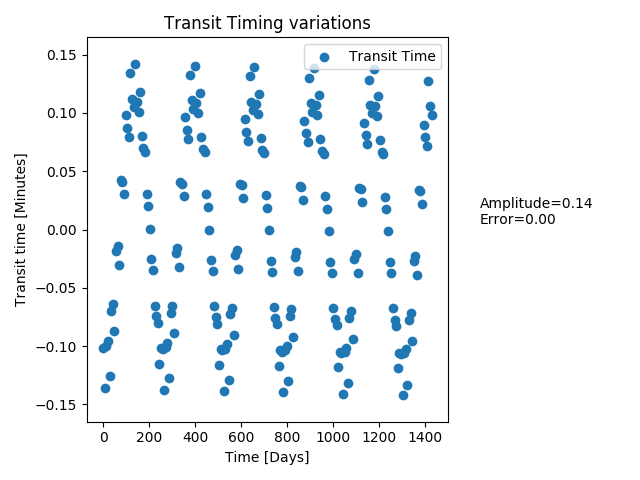 Transit Timing variations
Transit Time
0.15
0.10
0.05
0.00
−0.05
−0.10
−0.15
Transit time [Minutes]
Amplitude=0.14
Error=0.00
0 200 400 600 800 1000 1200 1400
Time [Days]